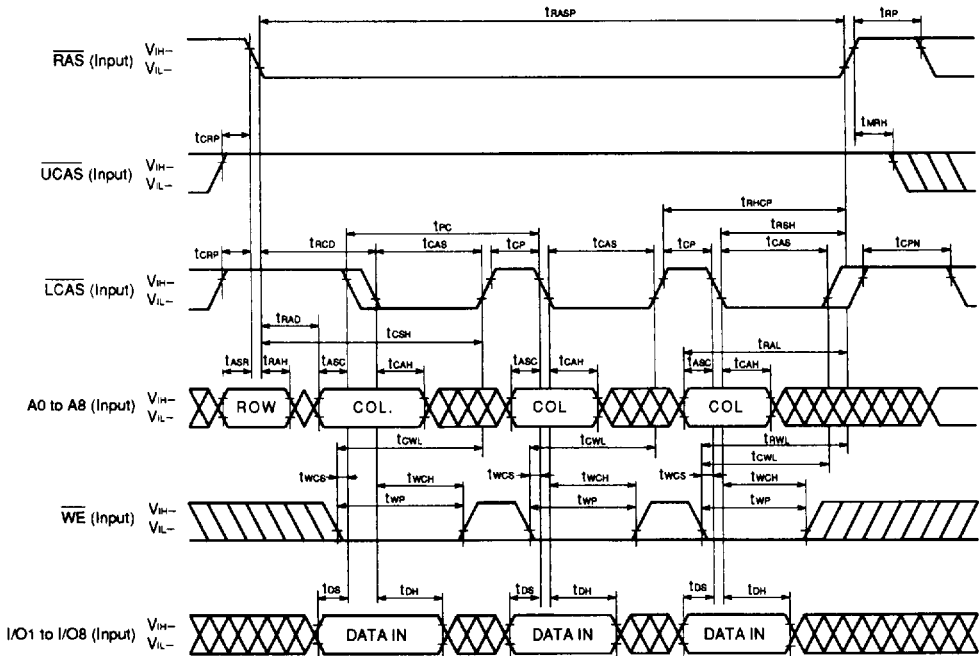 tRASP
tRP
RAS (Input)
VIH–
VIL–
tCRP
tMRH
UCAS (Input)
VIH–
VIL–
tRHCP
tPC
tRSH
tCRP
tRCD
tCAS
tCP
tCAS
tCP
tCAS
tCPN
LCAS (Input)
VIH–
VIL–
tRAD
tCSH
tRAL
tASR
tRAH
tASC
tCAH
tASC
tCAH
tASC
tCAH
A0 to A8 (Input)
VIH–
VIL–
ROW
COL.
COL
COL
tCWL
tCWL
tRWL
tCWL
tWCS
tWCH
tWCS
tWCH
tWCS
tWCH
tWP
tWP
tWP
WE (Input)
VIH–
VIL–
tDS
tDH
tDS
tDH
tDS
tDH
I/O1 to I/O8 (Input)
VIH–
VIL–
DATA IN
DATA IN
DATA IN